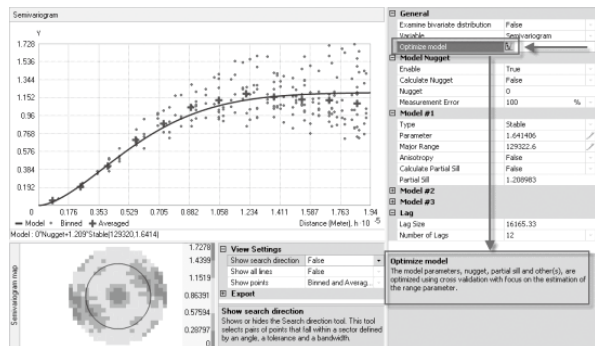 Semivariogram
Y
1.728
1.536
1.344
1.152
0.96
0.768
0.576
0.384
0.192
0 0.176 0.353 0.529 0.705 0.882 1.058 1.234 1.411 1.587 1.763 1.94
Distance (Meter), h·10 -5
Model • Binned + Averaged
Model : 0*Nugget+1.209*Stable(129320,1.6414)
Semivariogram map
1.7278
1.4399
1.1519
0.86391
0.57594
0.28797
0
View Settings
Show search direction False
Show all lines False
Show points Binned and Averag...
Export
Show search direction
Shows or hides the Search direction tool. This tool
selects pairs of points that fall within a sector defined
by an angle, a tolerance and a bandwidth.
General
Examine bivariate distribution False
Variable Semivariogram
Optimize model
Model Nugget
Enable True
Calculate Nugget False
Nugget 0
Measurement Error 100 %
Model #1
Type Stable
Parameter 1.641406
Major Range 129322.6
Anisotropy False
Calculate Partial Sill False
Partial Sill 1.208983
Model #2
Model #3
Lag
Lag Size 16165.33
Number of Lags 12
Optimize model
The model parameters, nugget, partial sill and other(s), are
optimized using cross validation with focus on the estimation of
the range parameter.